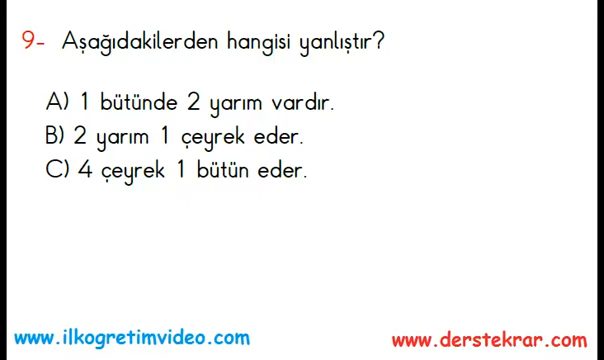 9- Aşağıdakilerden hangisi yanlıştır?
A) 1 bütünde 2 yarım vardır.
B) 2 yarım 1 çeyrek eder.
C) 4 çeyrek 1 bütün eder.
www.ilkogretimvideo.com
www.derstekrar.com